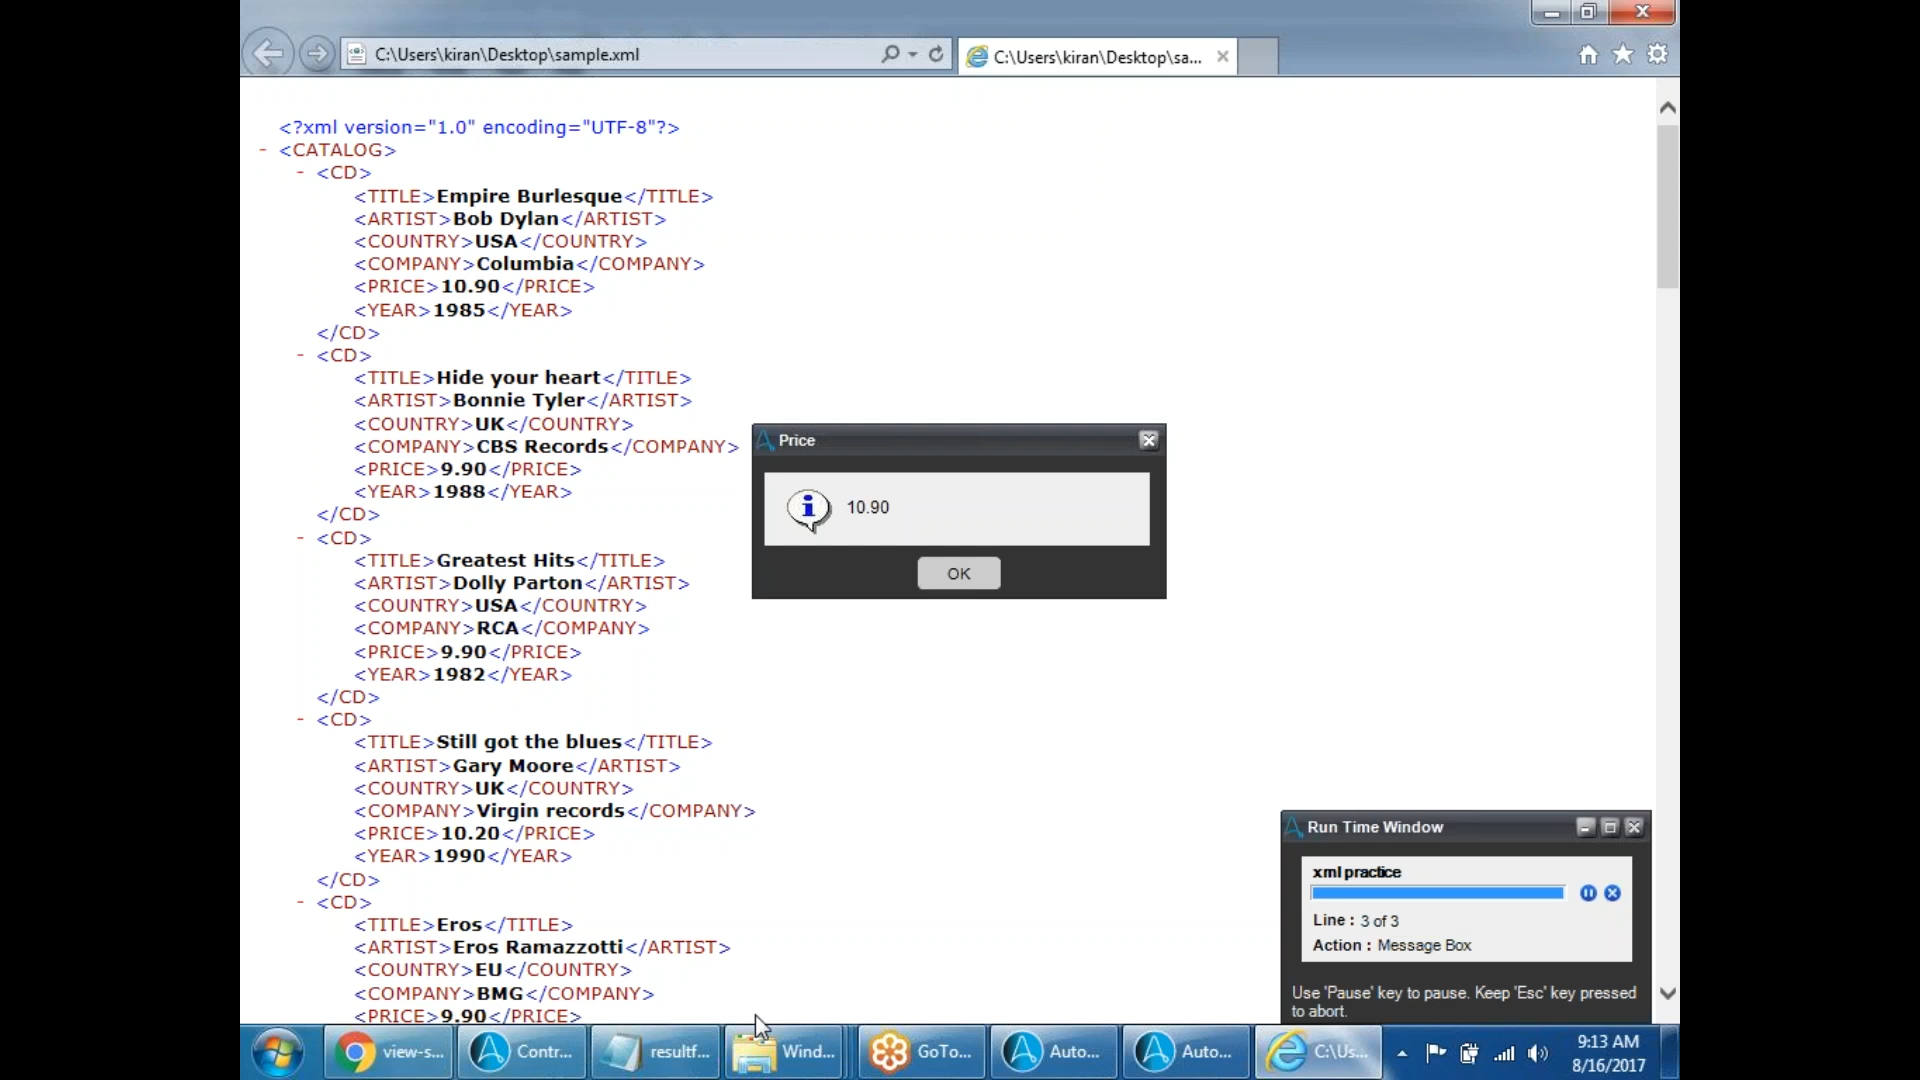 C:\Users\kiran\Desktop\sample.xml
C:\Users\kiran\Desktop\sa...
<?xml version="1.0" encoding="UTF-8"?>
- <CATALOG>
- <CD>
<TITLE>Empire Burlesque</TITLE>
<ARTIST>Bob Dylan</ARTIST>
<COUNTRY>USA</COUNTRY>
<COMPANY>Columbia</COMPANY>
<PRICE>10.90</PRICE>
<YEAR>1985</YEAR>
</CD>
- <CD>
<TITLE>Hide your heart</TITLE>
<ARTIST>Bonnie Tyler</ARTIST>
<COUNTRY>UK</COUNTRY>
<COMPANY>CBS Records</COMPANY>
<PRICE>9.90</PRICE>
<YEAR>1988</YEAR>
</CD>
- <CD>
<TITLE>Greatest Hits</TITLE>
<ARTIST>Dolly Parton</ARTIST>
<COUNTRY>USA</COUNTRY>
<COMPANY>RCA</COMPANY>
<PRICE>9.90</PRICE>
<YEAR>1982</YEAR>
</CD>
- <CD>
<TITLE>Still got the blues</TITLE>
<ARTIST>Gary Moore</ARTIST>
<COUNTRY>UK</COUNTRY>
<COMPANY>Virgin records</COMPANY>
<PRICE>10.20</PRICE>
<YEAR>1990</YEAR>
</CD>
- <CD>
<TITLE>Eros</TITLE>
<ARTIST>Eros Ramazzotti</ARTIST>
<COUNTRY>EU</COUNTRY>
<COMPANY>BMG</COMPANY>
<PRICE>9.90</PRICE>
Price
10.90
OK
Run Time Window
xml practice
Line : 3 of 3
Action : Message Box
Use 'Pause' key to pause. Keep 'Esc' key pressed
to abort.
view-s...
Contr...
resultf...
Wind...
GoTo...
Auto...
Auto...
C:\Us...
9:13 AM
8/16/2017